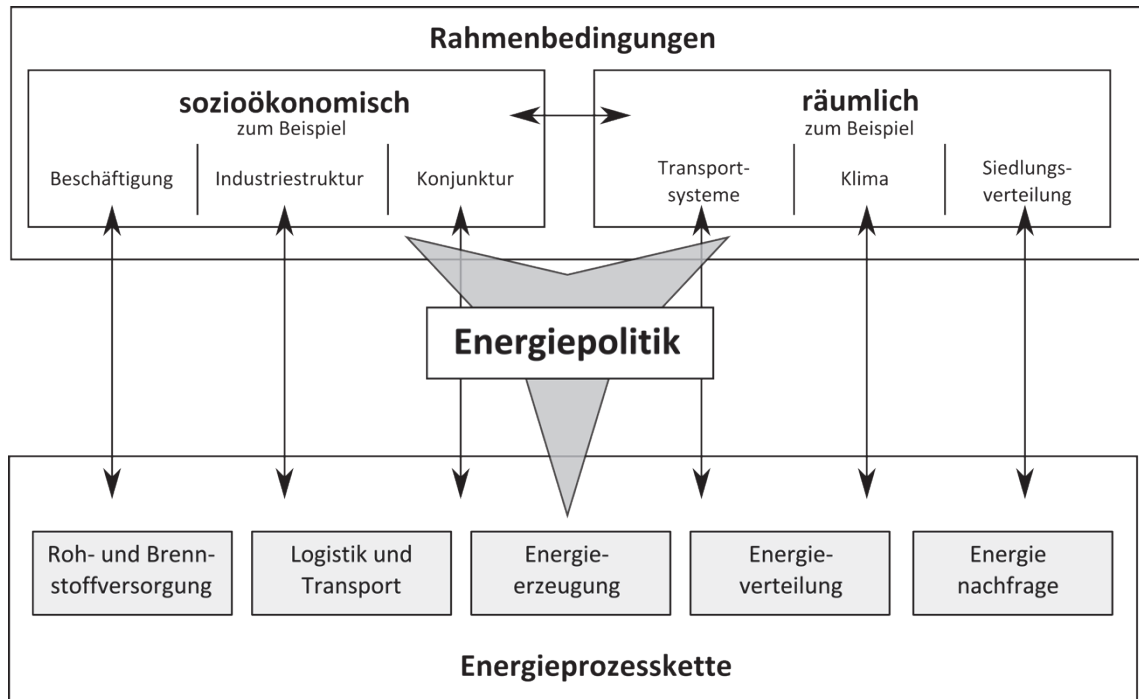 Rahmenbedingungen
sozioökonomisch
zum Beispiel
Beschäftigung
Industriestruktur
Konjunktur
räumlich
zum Beispiel
Transport-
systeme
Klima
Siedlungs-
verteilung
Energiepolitik
Roh- und Brenn-
stoffversorgung
Logistik und
Transport
Energie-
erzeugung
Energie-
verteilung
Energie
nachfrage
Energieprozesskette